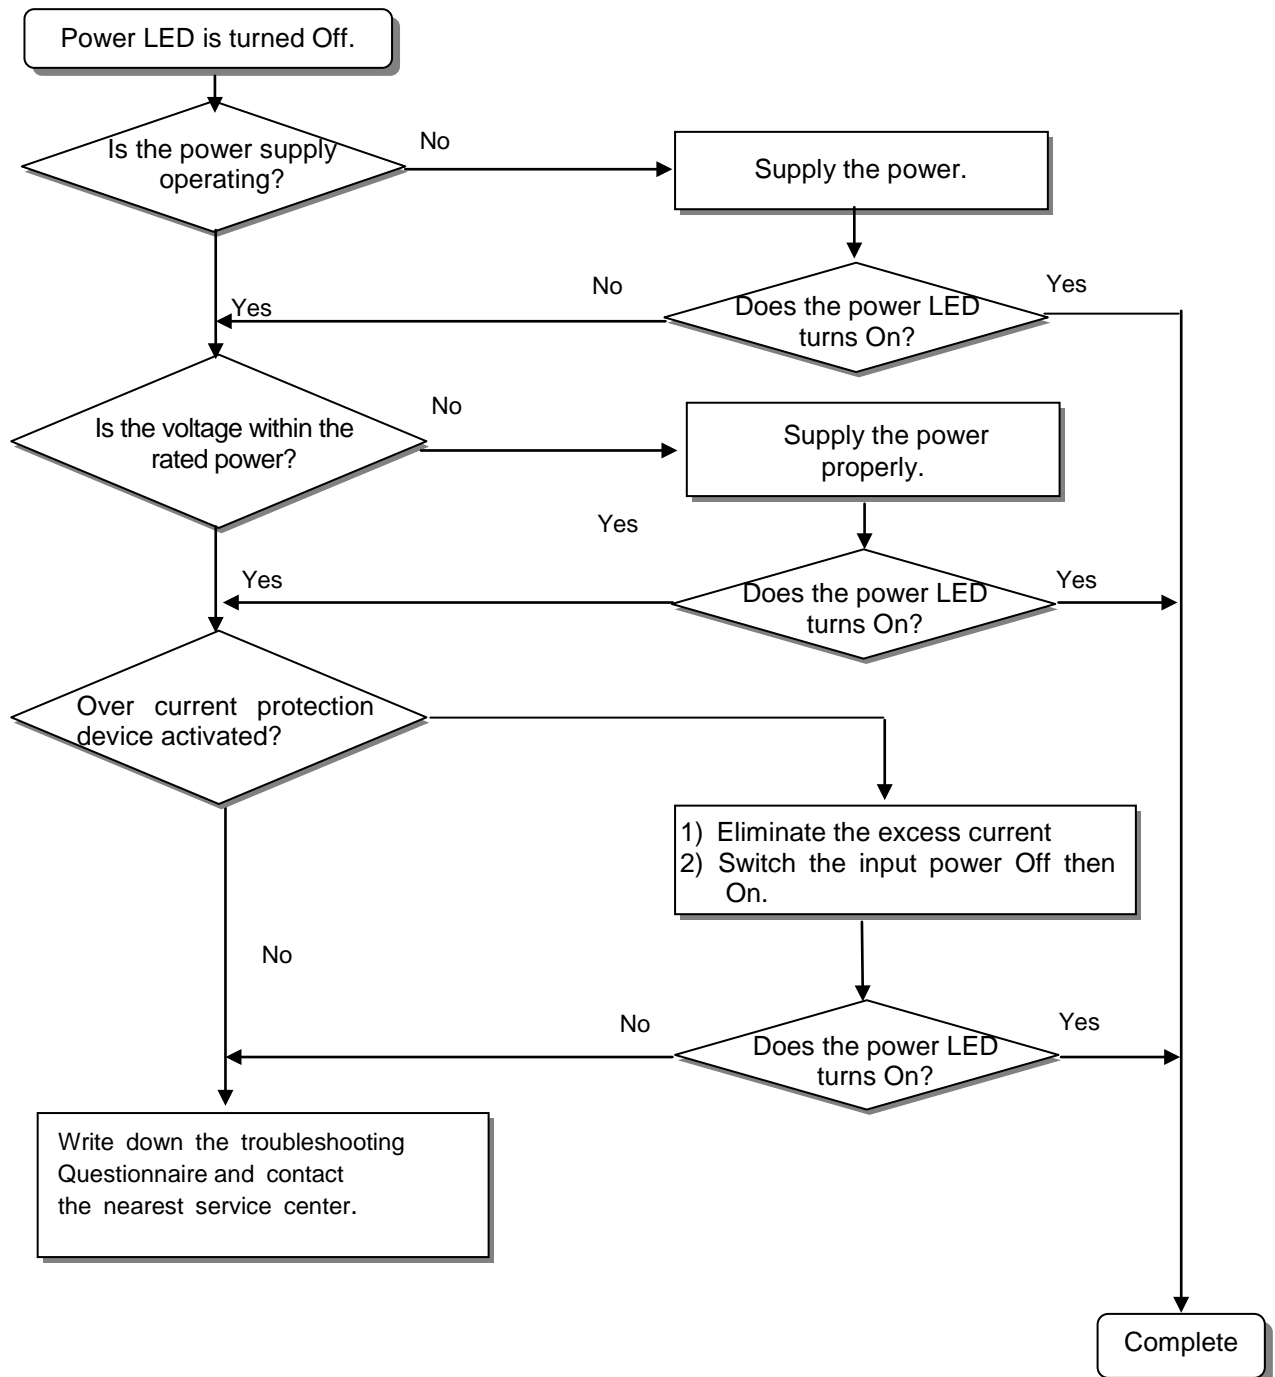 Power LED is turned Off.
Is the power supply
operating?
No
Supply the power.
Yes
No
Does the power LED
turns On?
Yes
Is the voltage within the
rated power?
No
Supply the power
properly.
Yes
Yes
Does the power LED
turns On?
Yes
Over current protection
device activated?
1) Eliminate the excess current
2) Switch the input power Off then
On.
No
No
Does the power LED
turns On?
Yes
Write down the troubleshooting
Questionnaire and contact
the nearest service center.
Complete